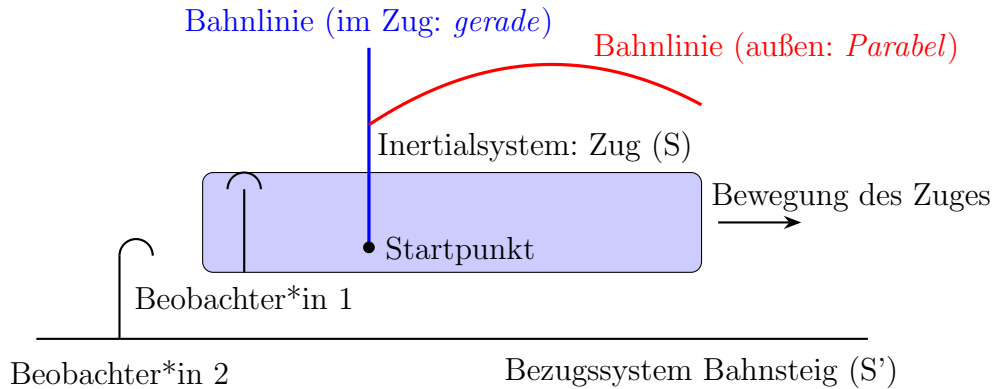 Bahnlinie (im Zug: gerade)
Bahnlinie (außen: Parabel)
Inertialsystem: Zug (S)
Bewegung des Zuges
Startpunkt
Beobachter*in 1
Beobachter*in 2
Bezugssystem Bahnsteig (S')